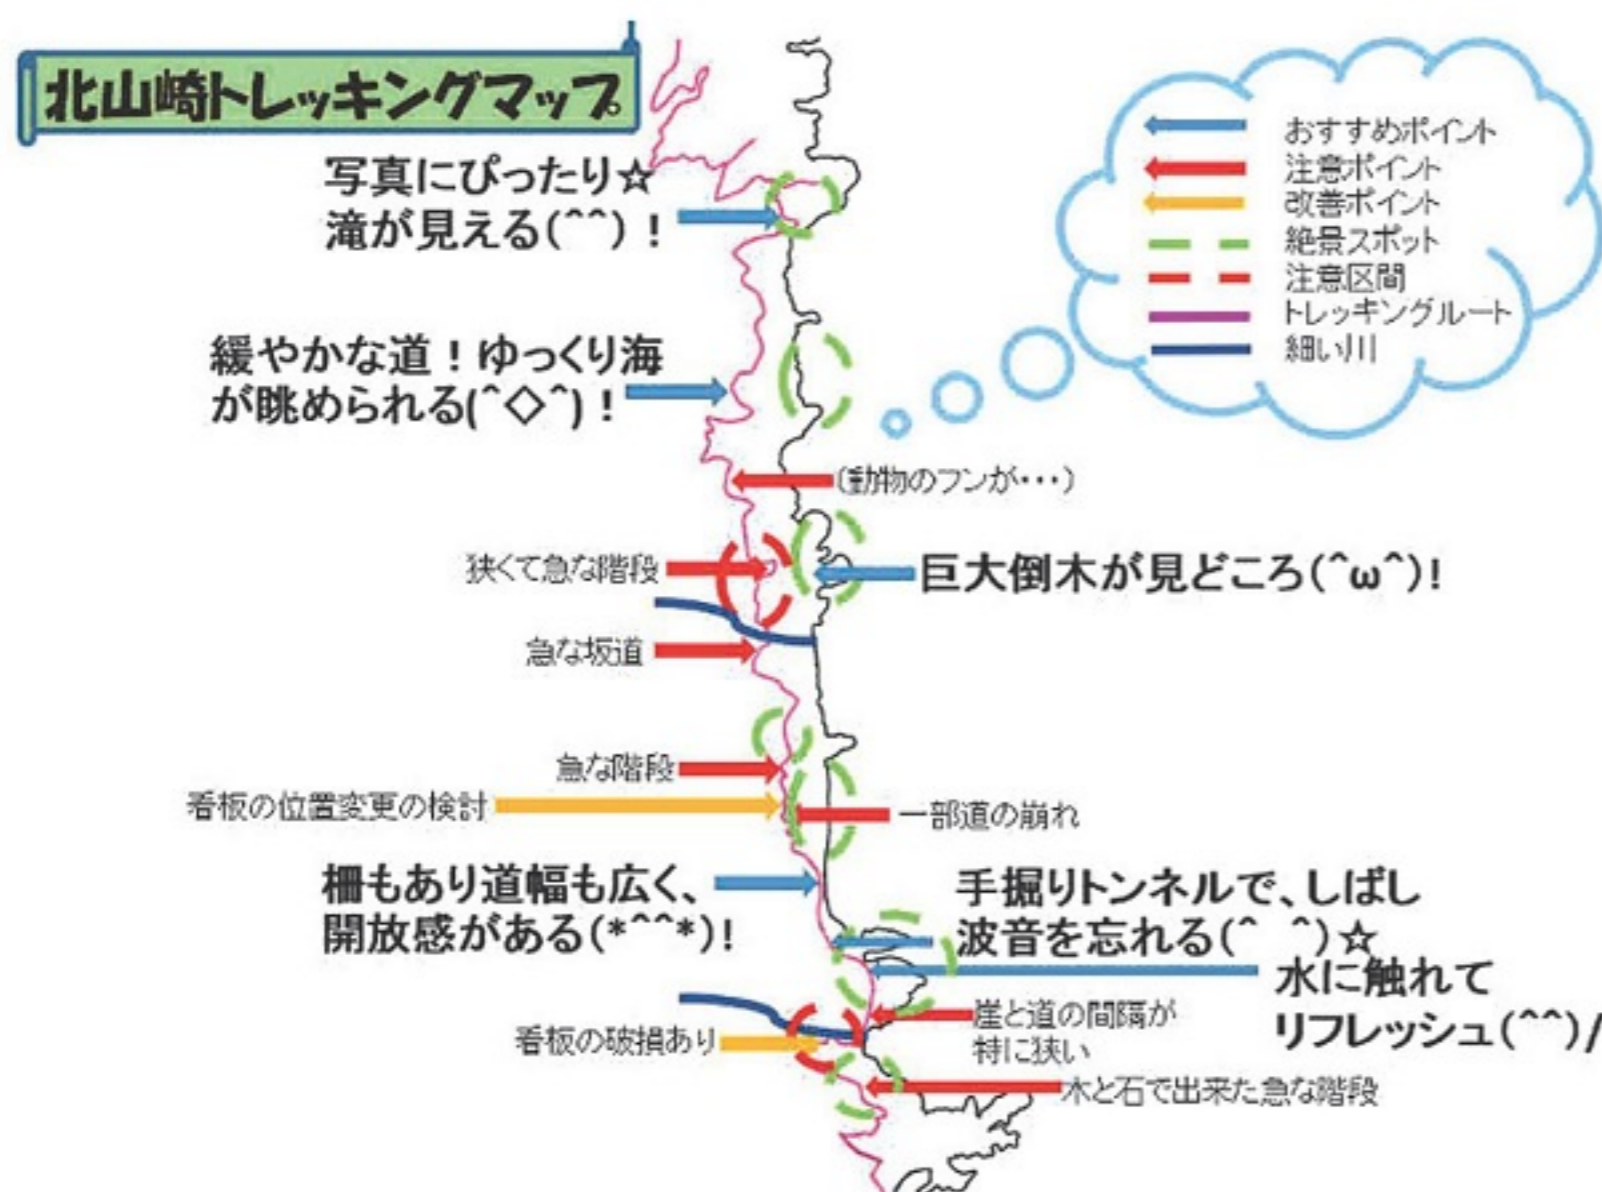 北山崎トレッキングマップ
おすすめポイント
注意ポイント
改善ポイント
絶景スポット
注意区間
トレッキングルート
細い川
写真にぴったり☆
滝が見える(^^)！
緩やかな道！ゆっくり海
が眺められる(^◇^)！
(動物のフンが・・・)
狭くて急な階段
巨大倒木が見どころ(^ω^)!
急な坂道
急な階段
看板の位置変更の検討
一部道の崩れ
柵もあり道幅も広く、
開放感がある(*^^*)!
手掘りトンネルで、しばし
波音を忘れる(^ ^)☆
水に触れて
リフレッシュ(^^)/
崖と道の間隔が
特に狭い
看板の破損あり
木と石で出来た急な階段